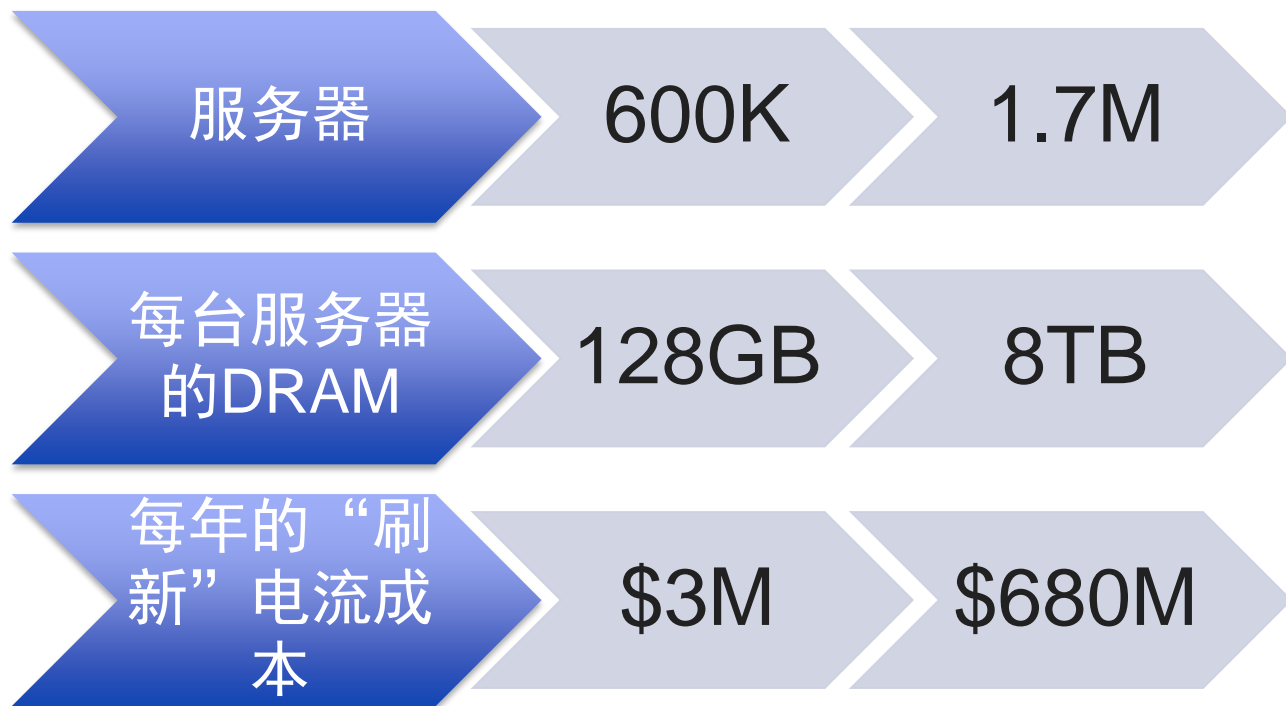 服务器
600K
1.7M
每台服务器
的DRAM
128GB
8TB
每年的“刷
新”电流成
本
$3M
$680M